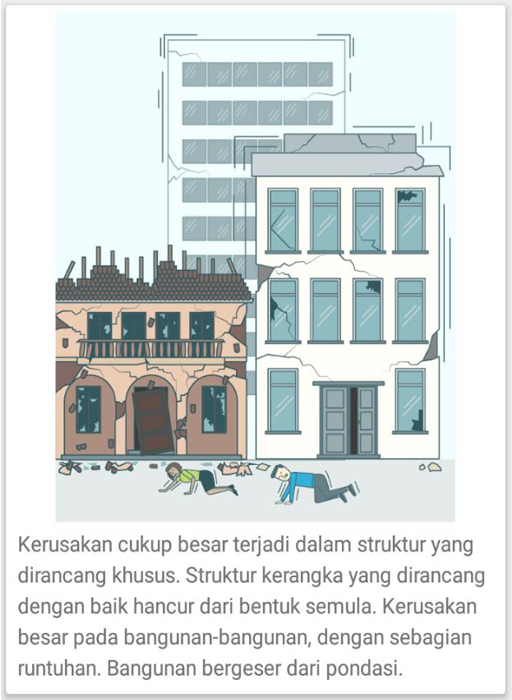 Kerusakan cukup besar terjadi dalam struktur yang
dirancang khusus. Struktur kerangka yang dirancang
dengan baik hancur dari bentuk semula. Kerusakan
besar pada bangunan-bangunan, dengan sebagian
runtuhan. Bangunan bergeser dari pondasi.